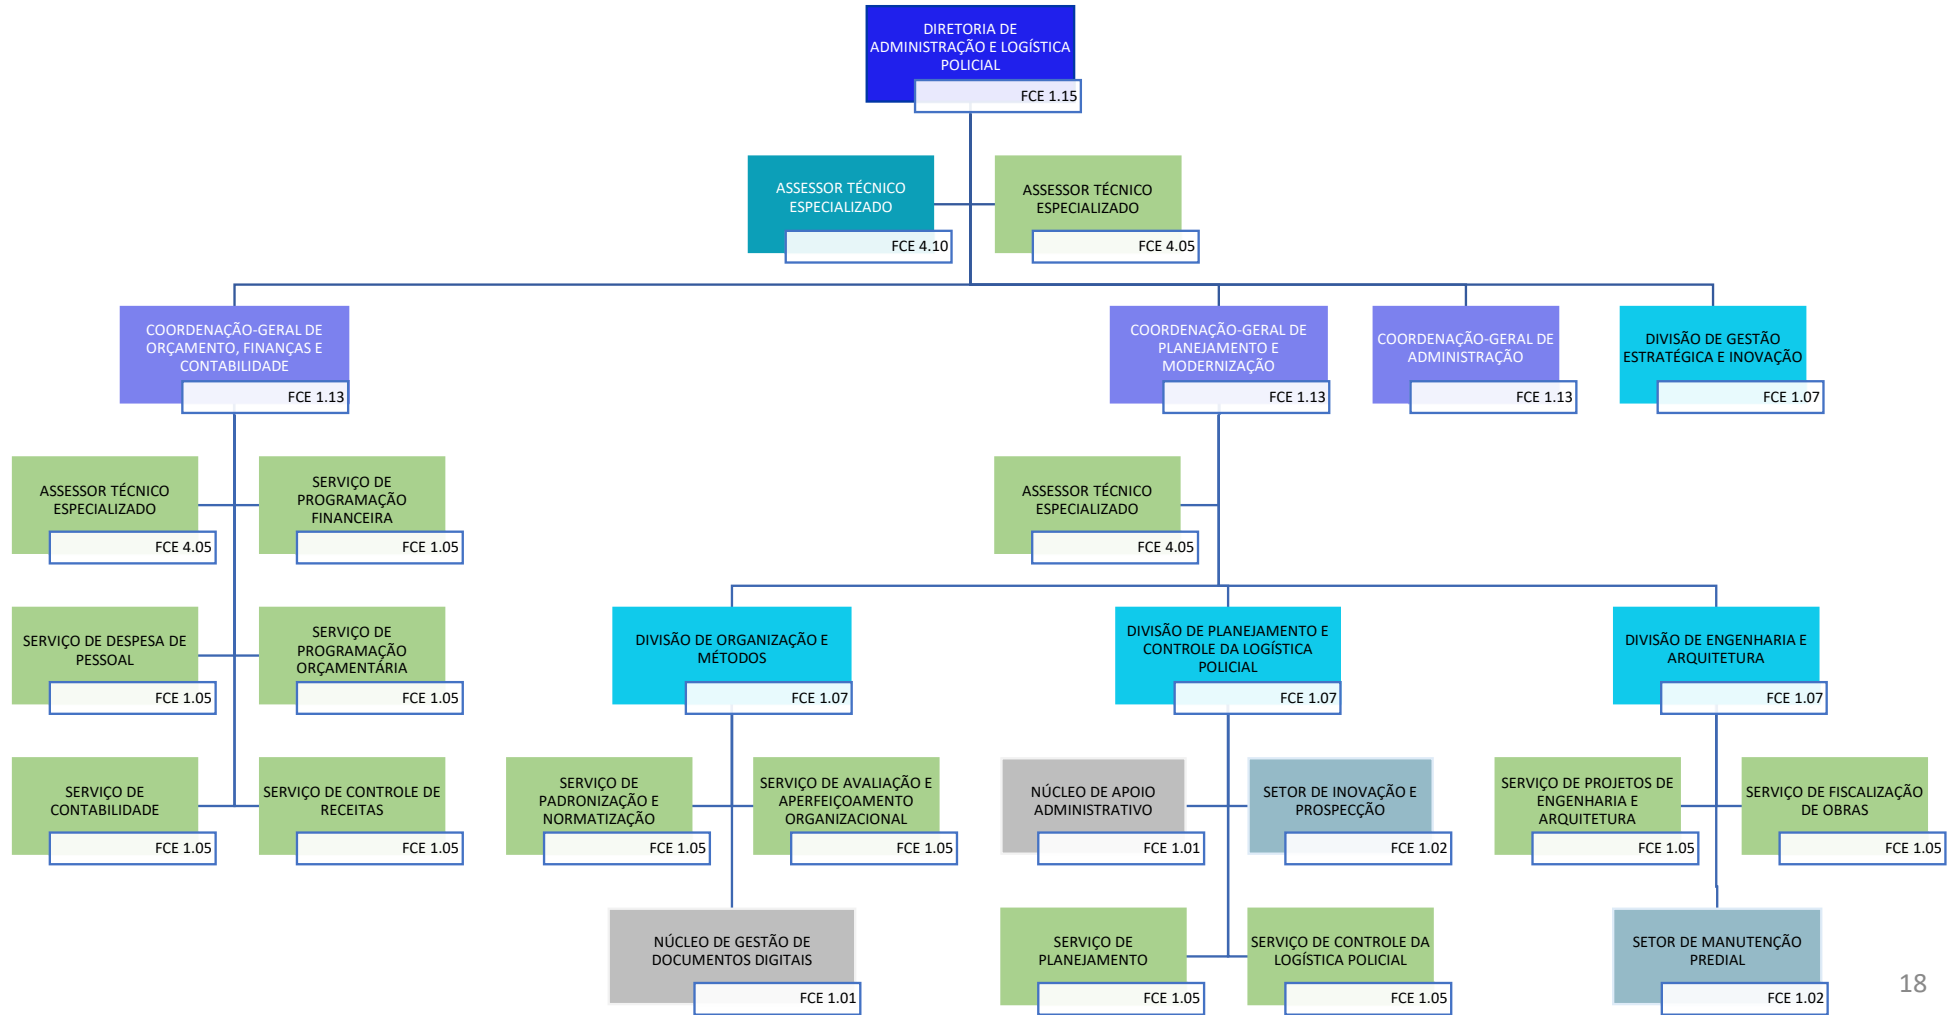 DIRETORIA DE
ADMINISTRAÇÃO E LOGÍSTICA
POLICIAL
FCE 1.15
ASSESSOR TÉCNICO
ESPECIALIZADO
FCE 4.10
ASSESSOR TÉCNICO
ESPECIALIZADO
FCE 4.05
COORDENAÇÃO-GERAL DE
ORÇAMENTO, FINANÇAS E
CONTABILIDADE
FCE 1.13
COORDENAÇÃO-GERAL DE
PLANEJAMENTO E
MODERNIZAÇÃO
FCE 1.13
COORDENAÇÃO-GERAL DE
ADMINISTRAÇÃO
FCE 1.13
DIVISÃO DE GESTÃO
ESTRATÉGICA E INOVAÇÃO
FCE 1.07
ASSESSOR TÉCNICO
ESPECIALIZADO
FCE 4.05
SERVIÇO DE
PROGRAMAÇÃO
FINANCEIRA
FCE 1.05
ASSESSOR TÉCNICO
ESPECIALIZADO
FCE 4.05
SERVIÇO DE DESPESA DE
PESSOAL
FCE 1.05
SERVIÇO DE
PROGRAMAÇÃO
ORÇAMENTÁRIA
FCE 1.05
DIVISÃO DE ORGANIZAÇÃO E
MÉTODOS
FCE 1.07
DIVISÃO DE PLANEJAMENTO E
CONTROLE DA LOGÍSTICA
POLICIAL
FCE 1.07
DIVISÃO DE ENGENHARIA E
ARQUITETURA
FCE 1.07
SERVIÇO DE
CONTABILIDADE
FCE 1.05
SERVIÇO DE CONTROLE DE
RECEITAS
FCE 1.05
SERVIÇO DE
PADRONIZAÇÃO E
NORMATIZAÇÃO
FCE 1.05
SERVIÇO DE AVALIAÇÃO E
APERFEIÇOAMENTO
ORGANIZACIONAL
FCE 1.05
NÚCLEO DE APOIO
ADMINISTRATIVO
FCE 1.01
SETOR DE INOVAÇÃO E
PROSPECÇÃO
FCE 1.02
SERVIÇO DE PROJETOS DE
ENGENHARIA E
ARQUITETURA
FCE 1.05
SERVIÇO DE FISCALIZAÇÃO
DE OBRAS
FCE 1.05
NÚCLEO DE GESTÃO DE
DOCUMENTOS DIGITAIS
FCE 1.01
SERVIÇO DE
PLANEJAMENTO
FCE 1.05
SERVIÇO DE CONTROLE DA
LOGÍSTICA POLICIAL
FCE 1.05
SETOR DE MANUTENÇÃO
PREDIAL
FCE 1.02
18